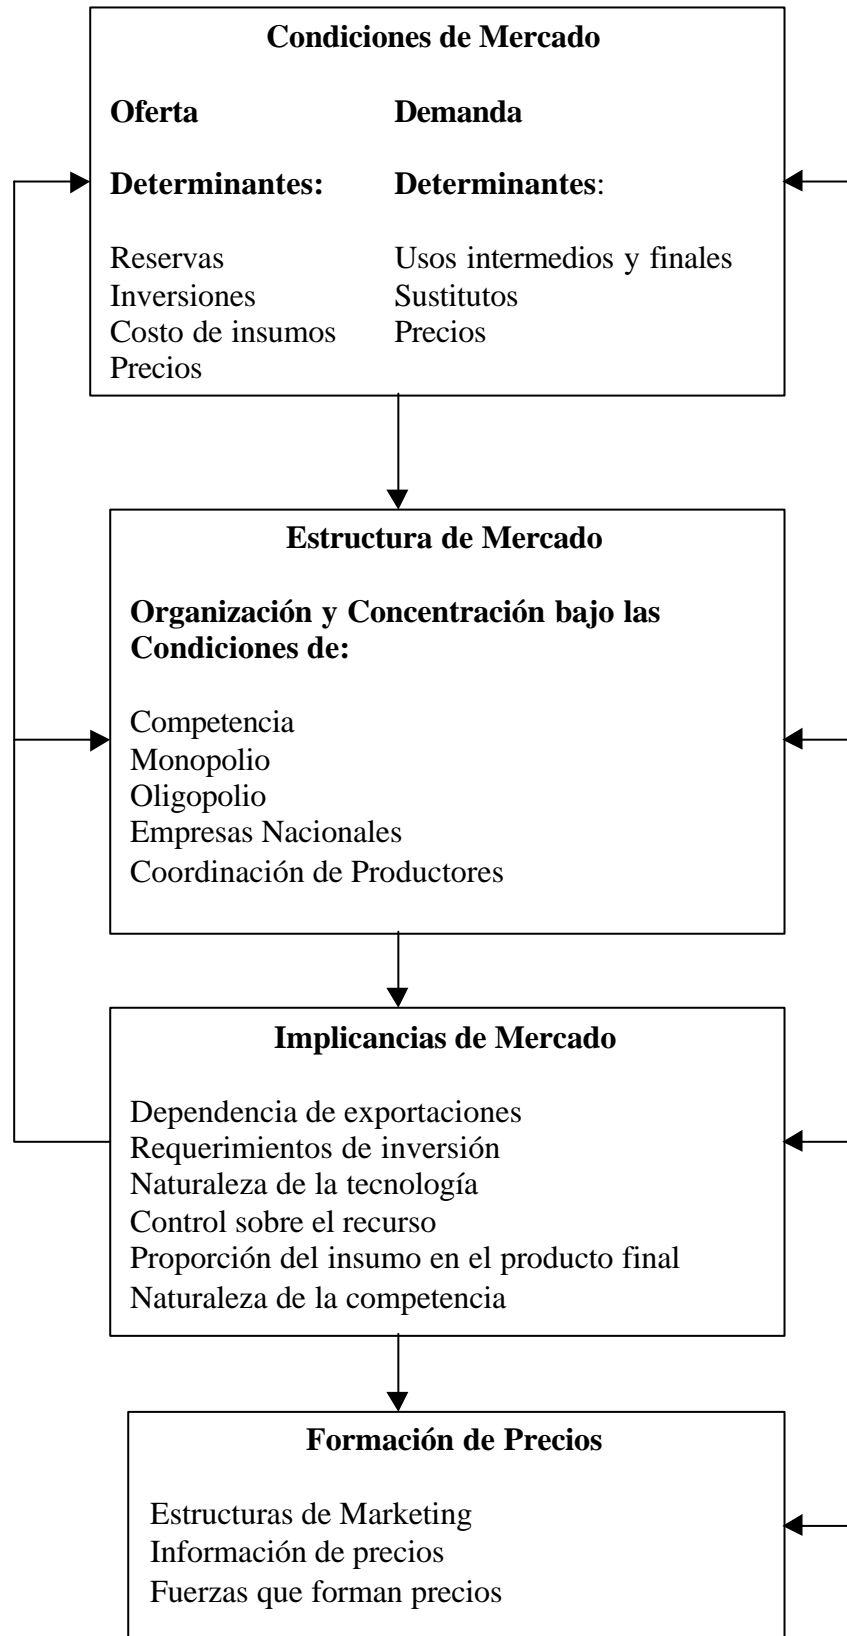 Condiciones de Mercado
Oferta Demanda
Determinantes: Determinantes:
Reservas Usos intermedios y finales
Inversiones Sustitutos
Costo de insumos Precios
Precios
Estructura de Mercado
Organización y Concentración bajo las
Condiciones de:
Competencia
Monopolio
Oligopolio
Empresas Nacionales
Coordinación de Productores
Implicancias de Mercado
Dependencia de exportaciones
Requerimientos de inversión
Naturaleza de la tecnología
Control sobre el recurso
Proporción del insumo en el producto final
Naturaleza de la competencia
Formación de Precios
Estructuras de Marketing
Información de precios
Fuerzas que forman precios